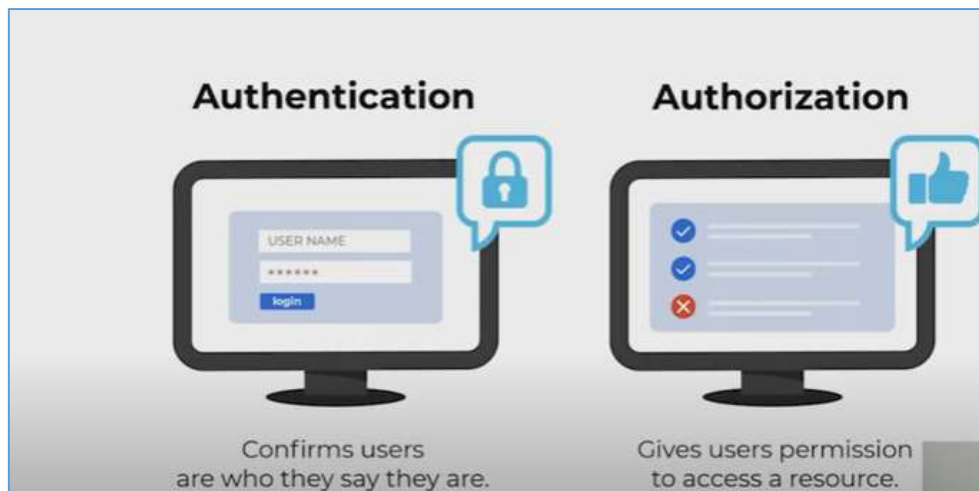 Authentication
USER NAME
******
login
Confirms users
are who they say they are.
Authorization
Gives users permission
to access a resource.